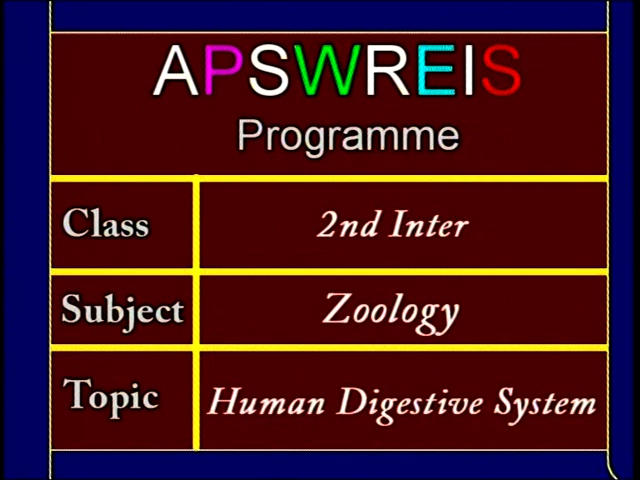 APSWREIS
Programme
Class 2nd Inter
Subject Zoology
Topic Human Digestive System